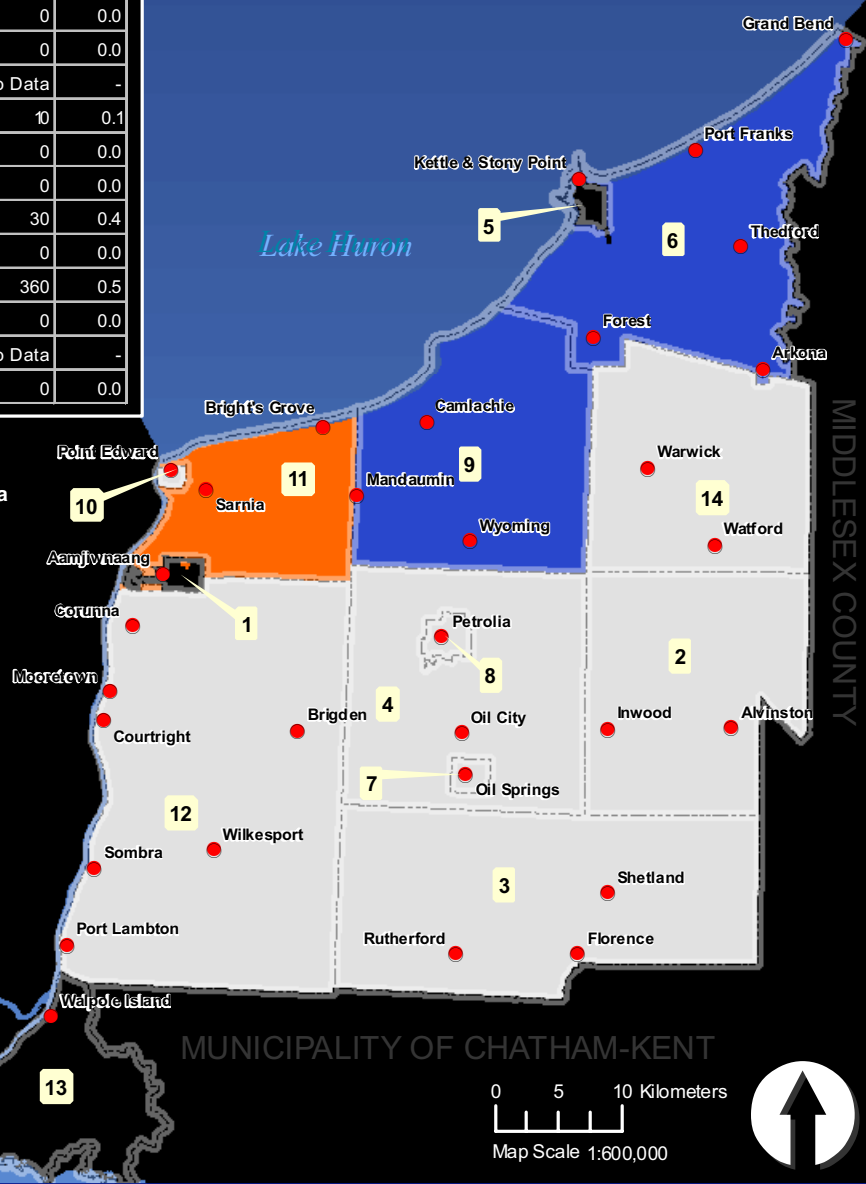 0 0.0
0 0.0
Data -
10 0.1
0.0
0.0
30 0.4
0.0
360 0.5
0 0.0
Data -
0 0.0
Grand Bend
Port Franks
Kettle & Stony Point
5
6
Thedford
Lake Huron
Forest
Arkona
Bright's Grove
Camlachie
Point Edward
10
11
Sarnia
Mandaumin
9
Wyoming
Warwick
14
Watford
MIDDLESEX COUNTY
Aamjiwnaang
1
Corunna
Petrolia
8
2
Mooretown
Courtright
Brigden
4
Oil City
Inwood
Alvinston
7
Oil Springs
12
Wilkesport
Sombra
3
Shetland
Port Lambton
Rutherford
Florence
Walpole Island
MUNICIPALITY OF CHATHAM-KENT
13
0 5 10 Kilometers
Map Scale 1:600,000